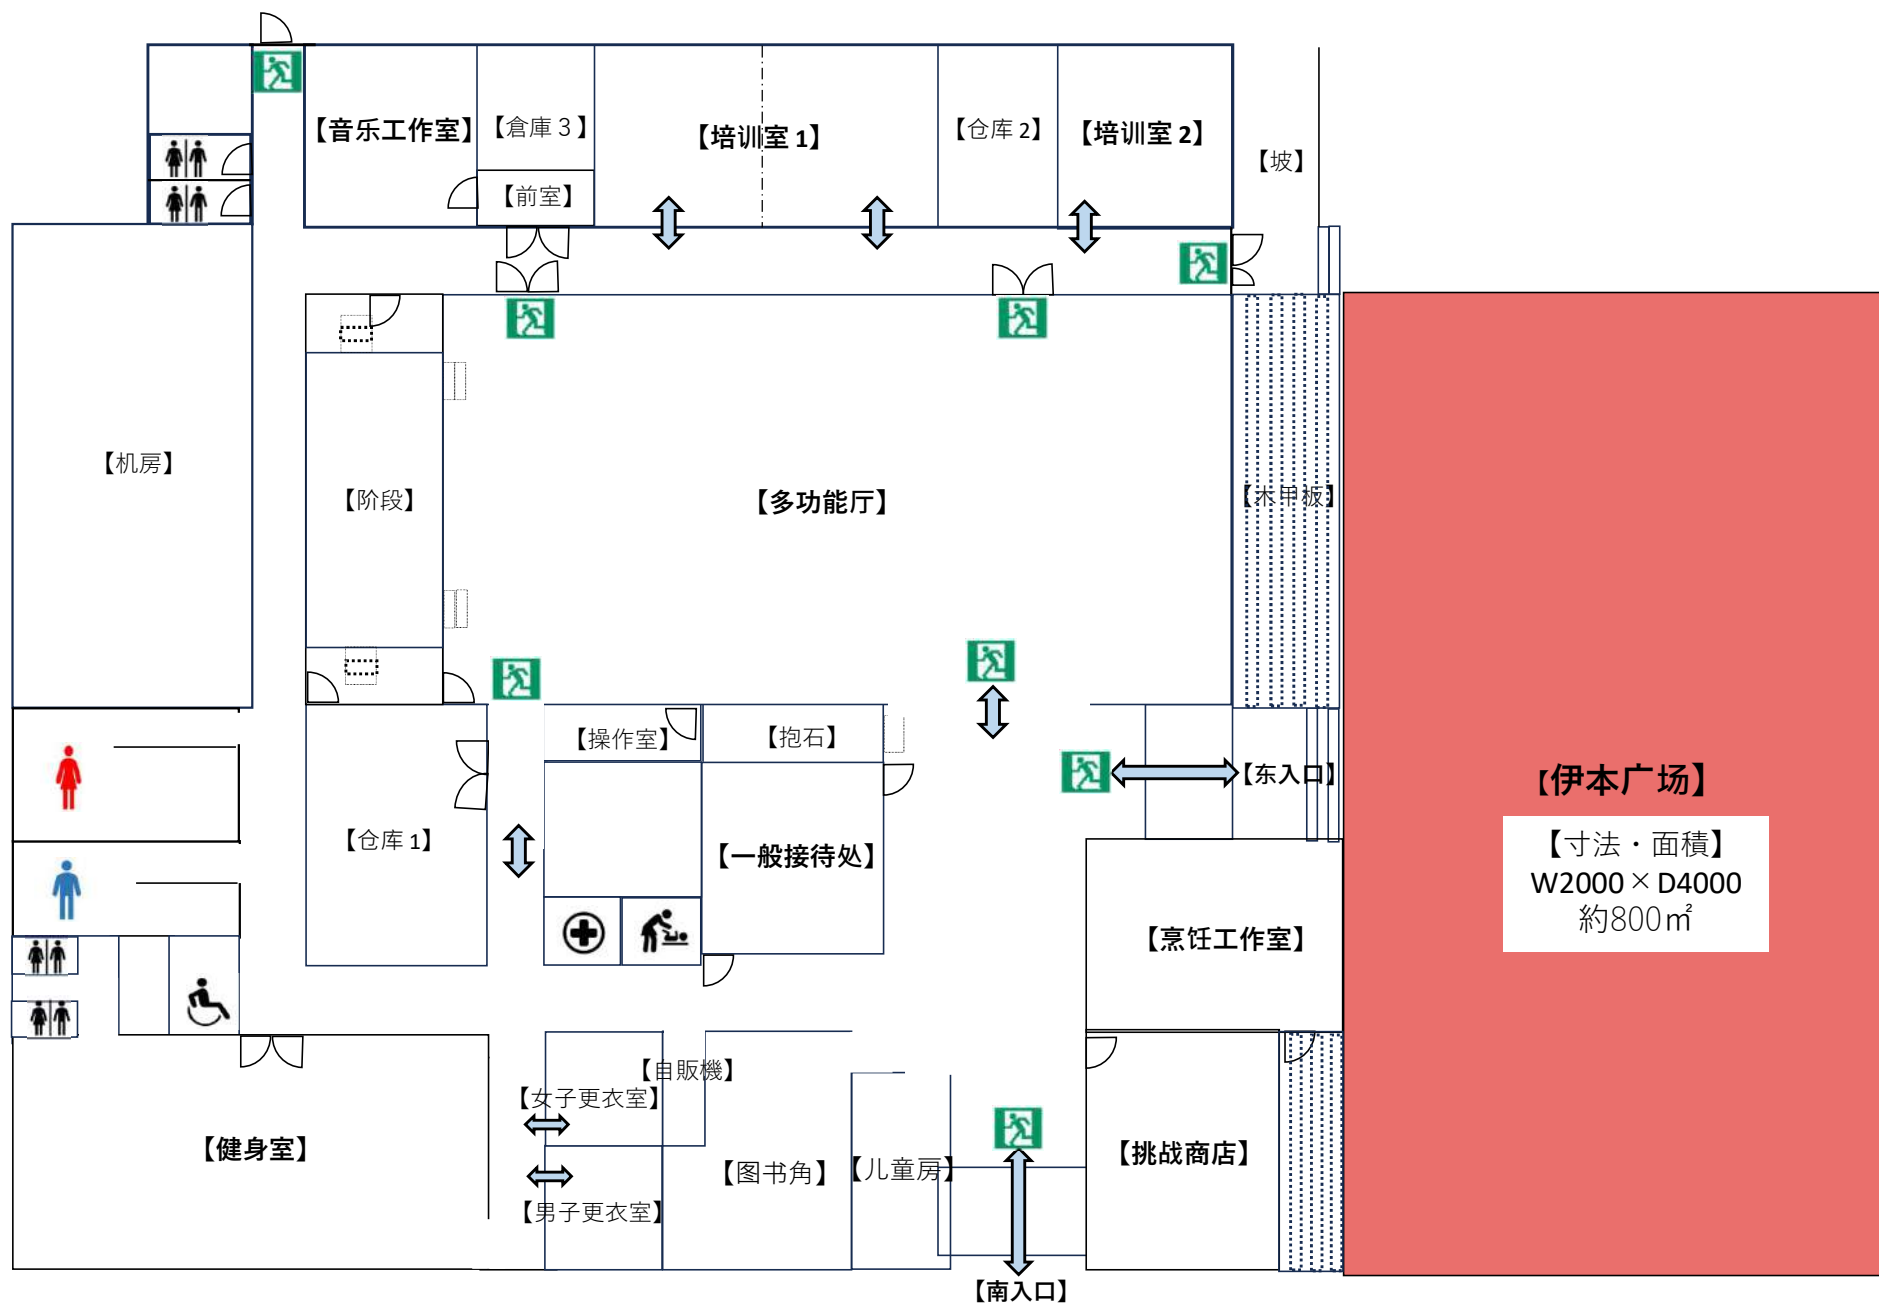 【音乐工作室】
【倉庫３】
【前室】
【培训室 1】
【仓库 2】
【培训室 2】
【坡】
【机房】
【阶段】
【多功能厅】
【木甲板】
【操作室】
【抱石】
【东入口】
【仓库 1】
【一般接待处】
【伊本广场】
【寸法・面積】
W2000×D4000
約800㎡
【烹饪工作室】
【自販機】
【女子更衣室】
【健身室】
【图书角】
【儿童房】
【挑战商店】
【男子更衣室】
【南入口】